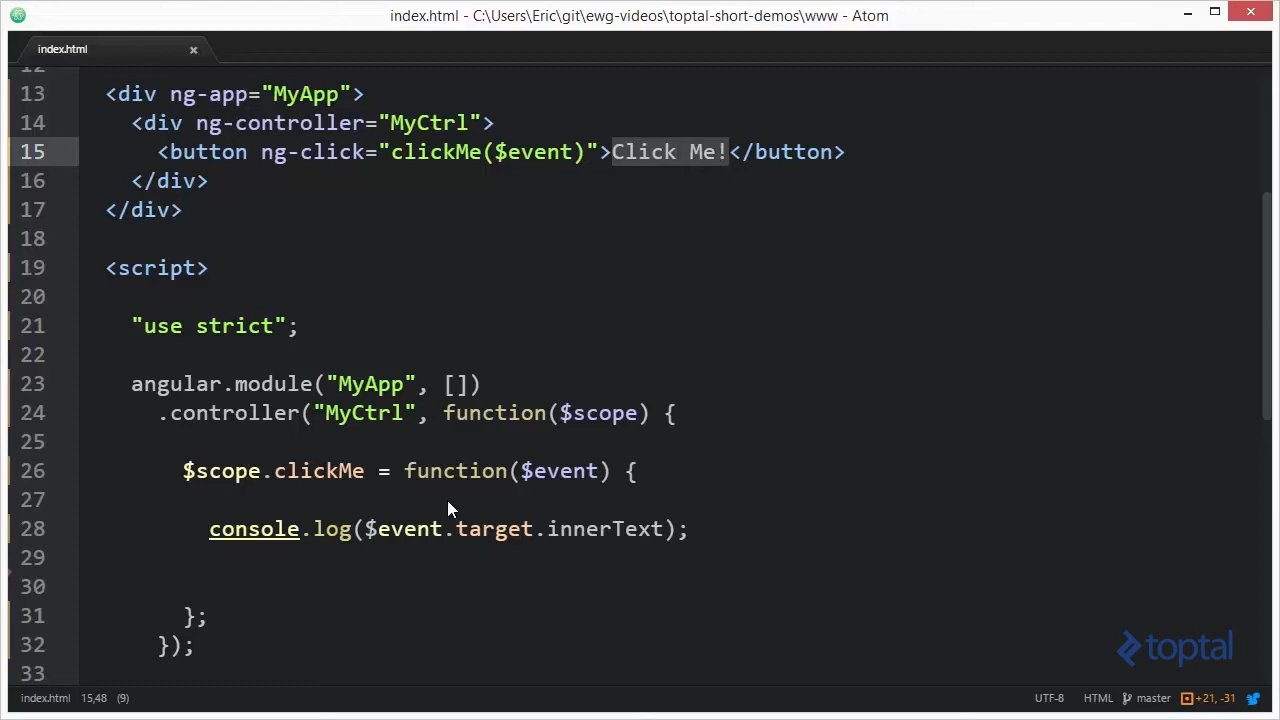 index.html - C:\Users\Eric\git\ewg-videos\toptal-short-demos\www - Atom
index.html
12
13 <div ng-app="MyApp">
14 <div ng-controller="MyCtrl">
15 <button ng-click="clickMe($event)">Click Me!</button>
16 </div>
17 </div>
18
19 <script>
20
21 "use strict";
22
23 angular.module("MyApp", [])
24 .controller("MyCtrl", function($scope) {
25
26 $scope.clickMe = function($event) {
27
28 console.log($event.target.innerText);
29
30
31 };
32 });
33
toptal
index.html 15,48 (9) UTF-8 HTML master +21, -31